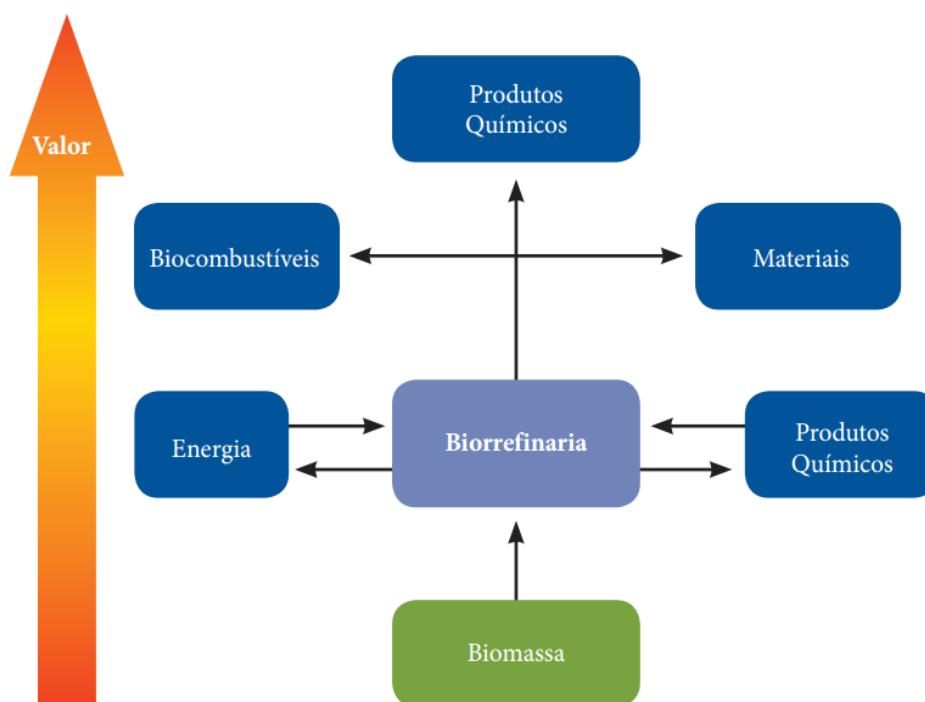 Produtos
Químicos
Valor
Biocombustíveis
Materiais
Energia
Biorrefinaria
Produtos
Químicos
Biomassa